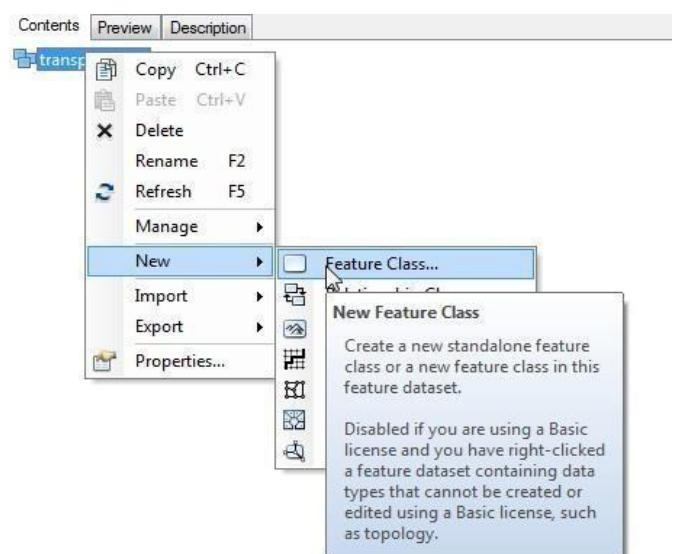 Contents Preview Description
transp
Copy Ctrl+C
Paste Ctrl+V
Delete
Rename F2
Refresh F5
Manage
New
Feature Class...
Import
Export
Properties...
New Feature Class
Create a new standalone feature
class or a new feature class in this
feature dataset.
Disabled if you are using a Basic
license and you have right-clicked
a feature dataset containing data
types that cannot be created or
edited using a Basic license, such
as topology.